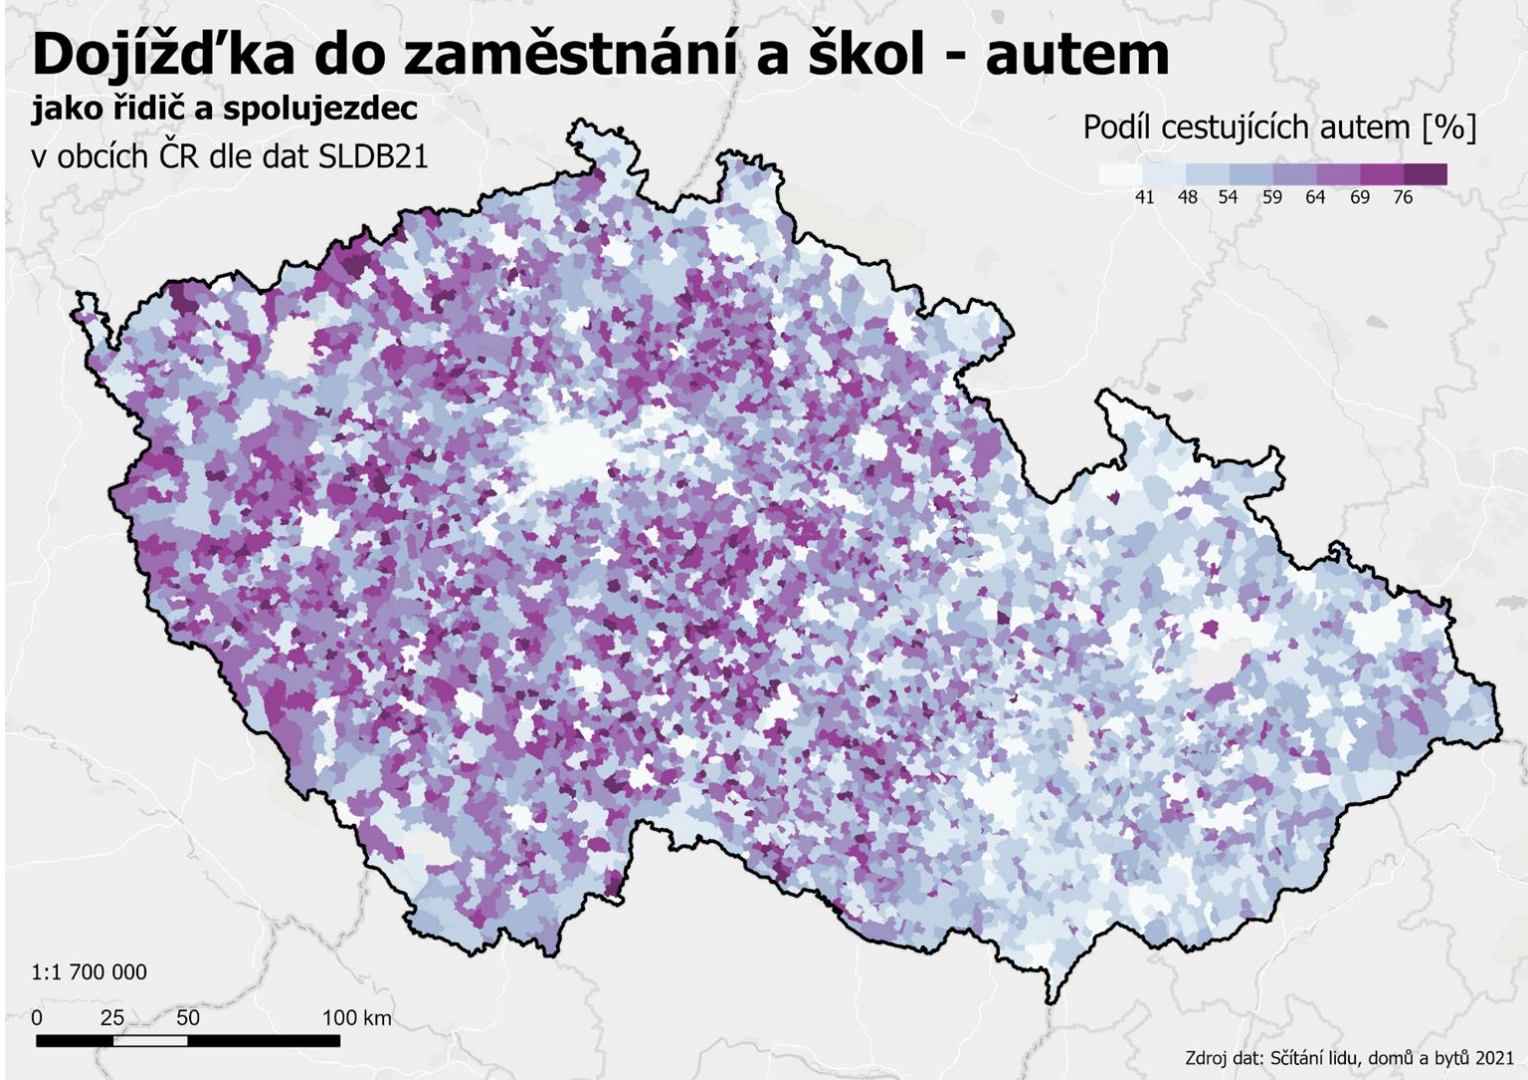 Dojížďka do zaměstnání a škol - autem
jako řidič a spolujezdec
v obcích ČR dle dat SLDB21
Podíl cestujících autem [%]
41 48 54 59 64 69 76
1:1 700 000
0 25 50 100 km
Zdroj dat: Sčítání lidu, domů a bytů 2021